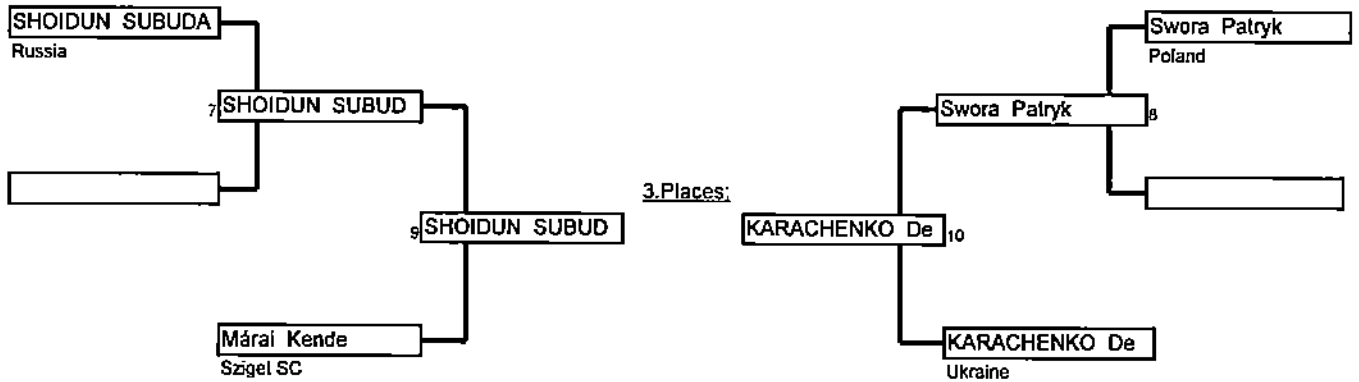 SHOIDUN SUBUDA
Russia
7 SHOIDUN SUBUD
9 SHOIDUN SUBUD
Márai Kende
Szigel SC
3.Places;
Swora Patryk
Poland
Swora Patryk 8
KARACHENKO De 10
KARACHENKO De
Ukraine